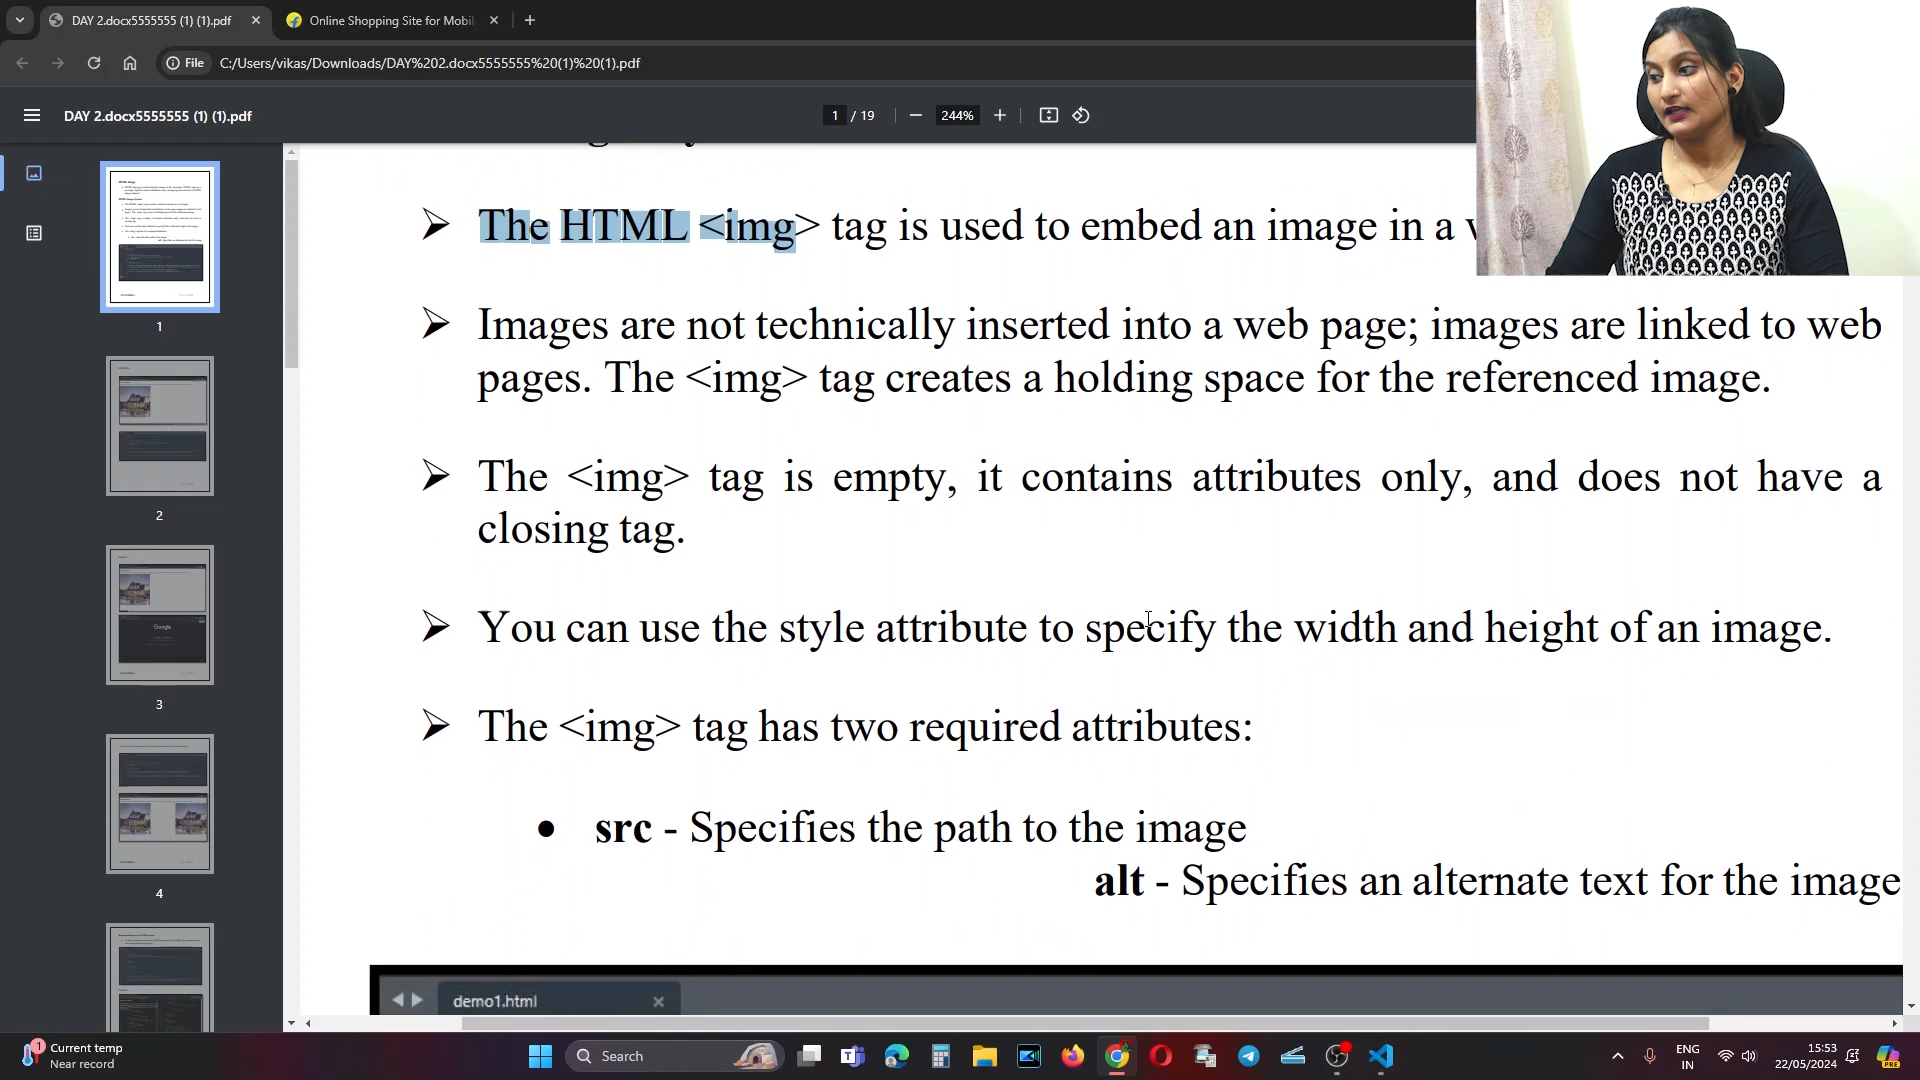 DAY 2.docx5555555 (1) (1).pdf
Online Shopping Site for Mobil
File
C:/Users/vikas/Downloads/DAY%202.docx5555555%20(1)%20(1).pdf
DAY 2.docx5555555 (1) (1).pdf
1 / 19
244%
The HTML <img> tag is used to embed an image in a
Images are not technically inserted into a web page; images are linked to web
pages. The <img> tag creates a holding space for the referenced image.
The <img> tag is empty, it contains attributes only, and does not have a
closing tag.
You can use the style attribute to specify the width and height of an image.
The <img> tag has two required attributes:
src - Specifies the path to the image
alt - Specifies an alternate text for the image
demo1.html
1
2
Google
3
4
1
Current temp
Near record
Search
ENG
IN
15:53
22/05/2024
PRE